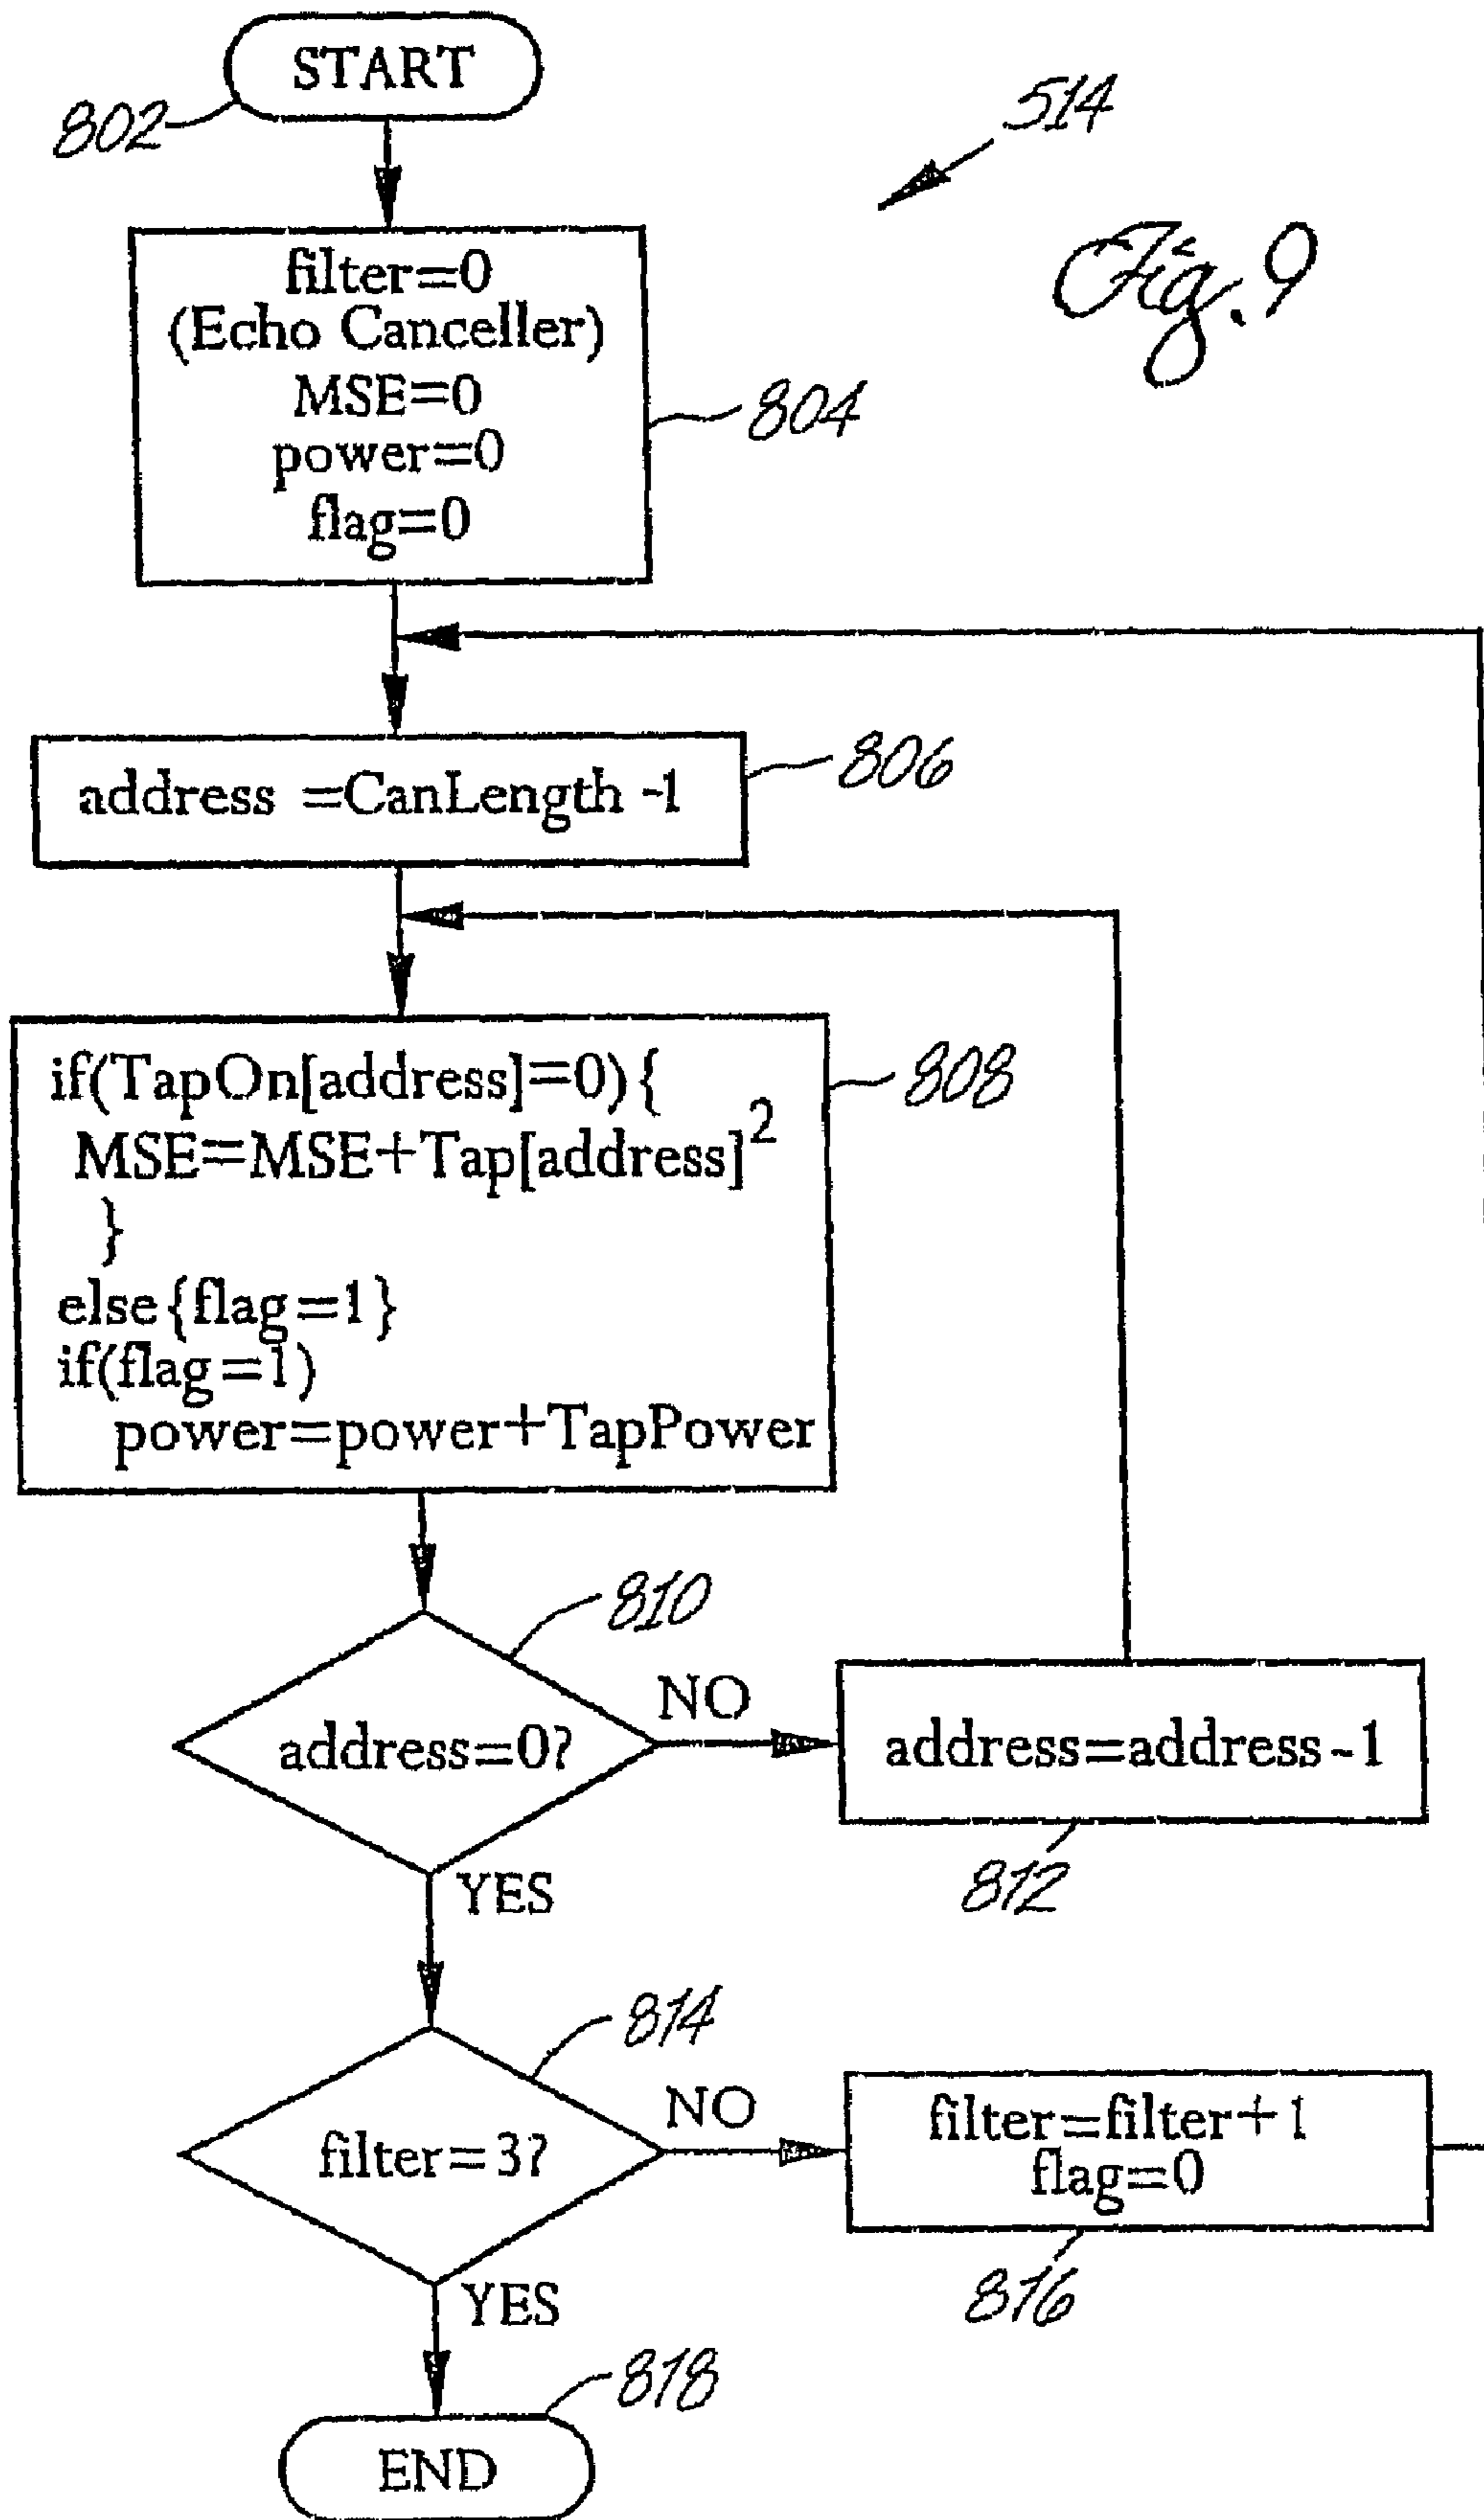 START
802
514
Fig. 9
filter=0
(Echo Canceller)
MSE=0
power=0
flag=0
804
address =CanLength -1
806
if(TapOn[address]=0){
MSE=MSE+Tap[address]²
}
else{flag=1}
if(flag=1)
power=power+TapPower
808
810
address=0?
NO
address=address-1
812
YES
814
filter=3?
NO
filter=filter+1
flag=0
816
YES
818
END